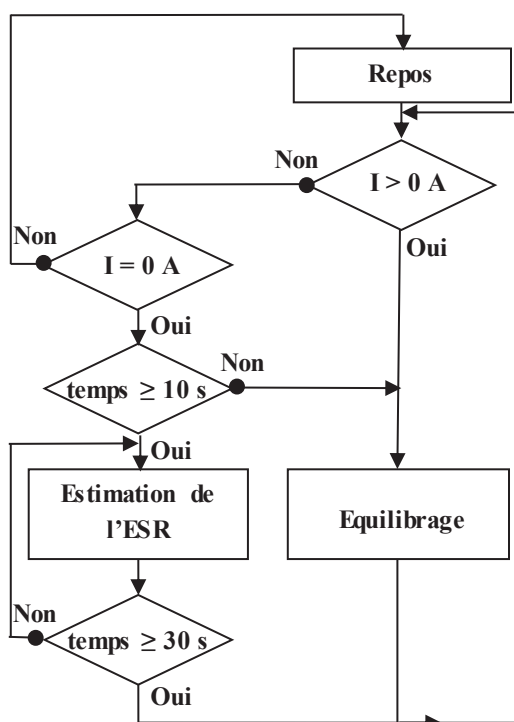 Repos
Non
I > 0 A
Non
Oui
I = 0 A
Oui
Non
temps ≥ 10 s
Oui
Estimation de
l'ESR
Equilibrage
Non
temps ≥ 30 s
Oui